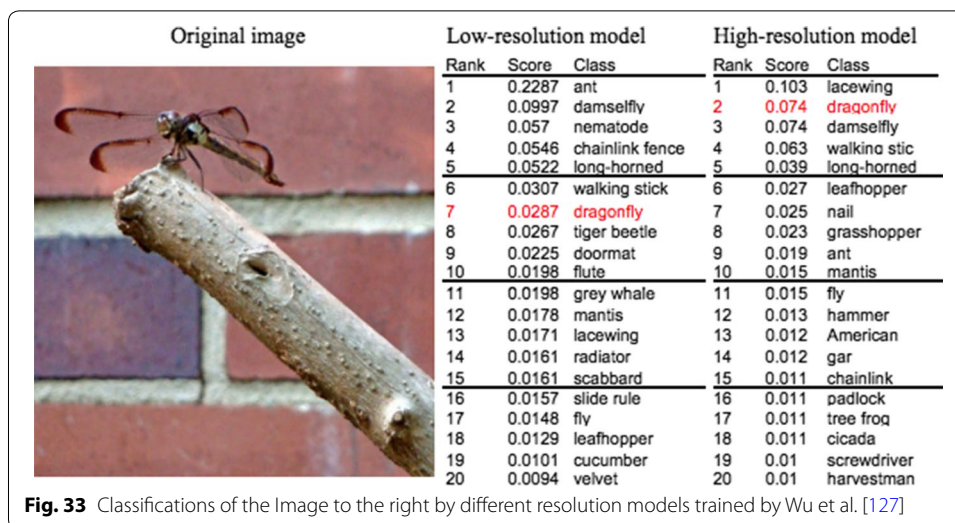 Original image
Low-resolution model
High-resolution model
Rank Score Class
1 0.2287 ant
2 0.0997 damselfly
3 0.057 nematode
4 0.0546 chainlink fence
5 0.0522 long-horned
6 0.0307 walking stick
7 0.0287 dragonfly
8 0.0267 tiger beetle
9 0.0225 doormat
10 0.0198 flute
11 0.0198 grey whale
12 0.0178 mantis
13 0.0171 lacewing
14 0.0161 radiator
15 0.0161 scabbard
16 0.0157 slide rule
17 0.0148 fly
18 0.0129 leafhopper
19 0.0101 cucumber
20 0.0094 velvet
Rank Score Class
1 0.103 lacewing
2 0.074 dragonfly
3 0.074 damselfly
4 0.063 walking stic
5 0.039 long-horned
6 0.027 leafhopper
7 0.025 nail
8 0.023 grasshopper
9 0.019 ant
10 0.015 mantis
11 0.015 fly
12 0.013 hammer
13 0.012 American
14 0.012 gar
15 0.011 chainlink
16 0.011 padlock
17 0.011 tree frog
18 0.011 cicada
19 0.01 screwdriver
20 0.01 harvestman
Fig. 33 Classifications of the Image to the right by different resolution models trained by Wu et al. [127]